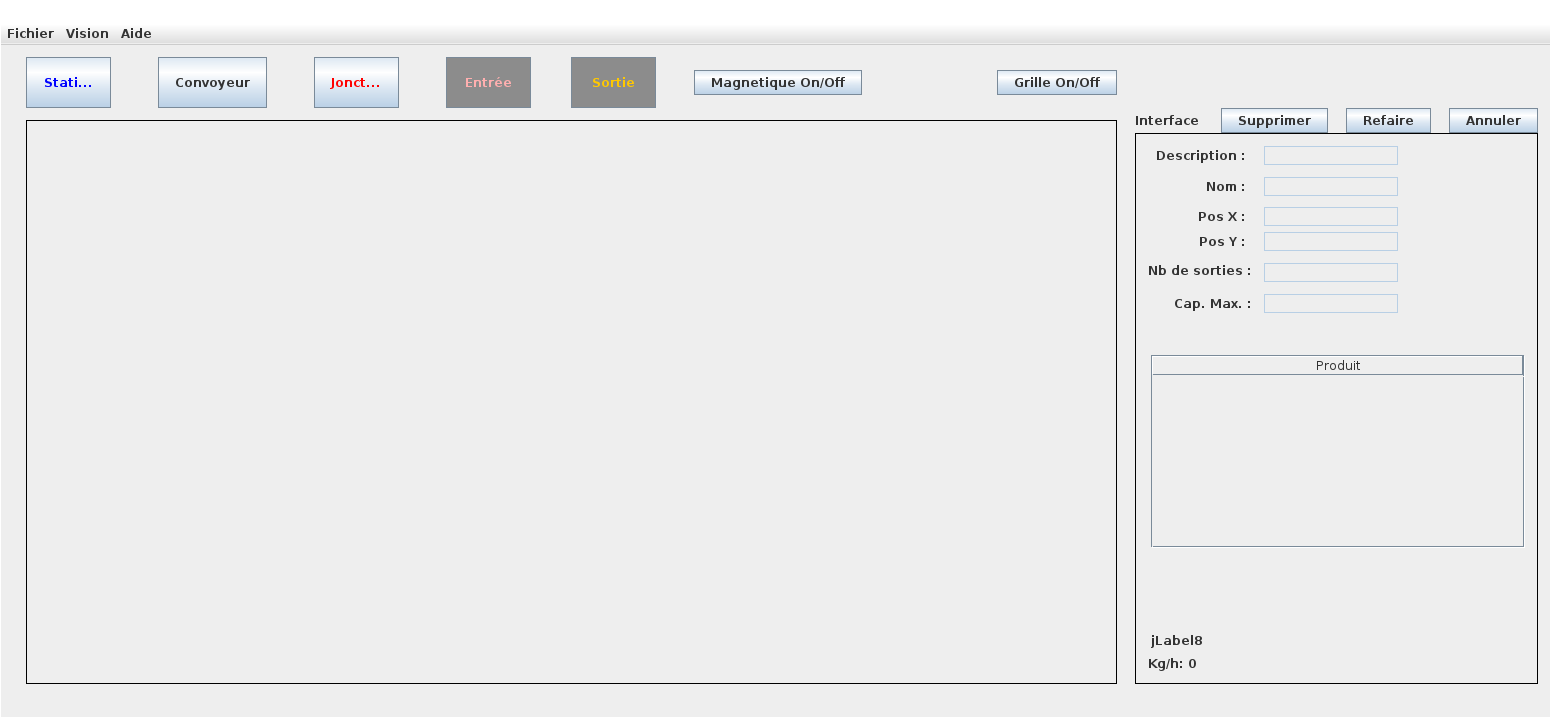 Fichier Vision Aide
Stati... Convoyeur Jonct... Entrée Sortie Magnetique On/Off Grille On/Off
Interface Supprimer Refaire Annuler
Description :
Nom :
Pos X :
Pos Y :
Nb de sorties :
Cap. Max. :
Produit
jLabel8
Kg/h: 0